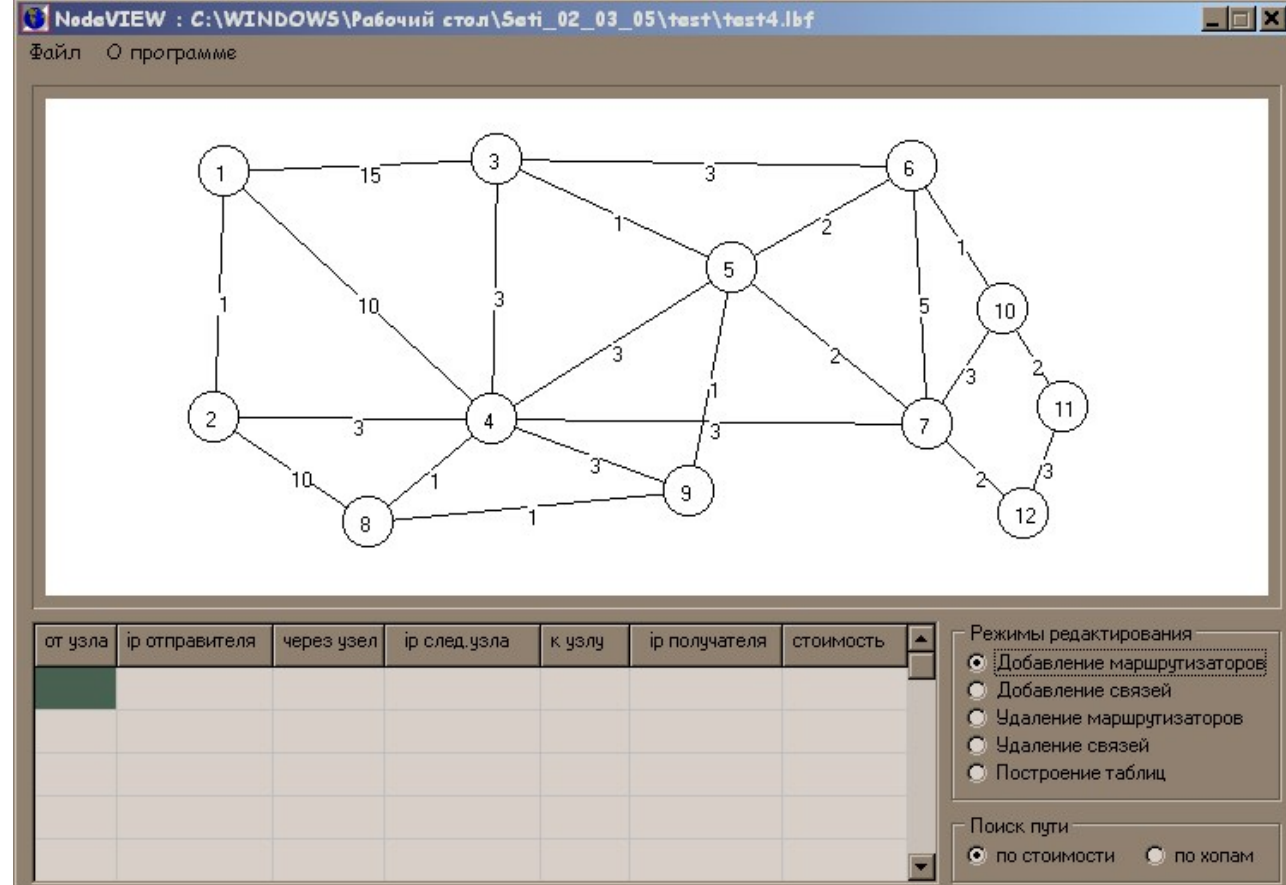 NodeVIEW : C:\WINDOWS\Рабочий стол\Seti_02_03_05\test\test4.lbf
Файл О программе
1 15 3 3 6
1 2
5
1
1 10 3 5 10
3 2 3 2
1
11
2 3 4 3 7
10 1 3 2 3
9
8 1 12
от узла ip отправителя через узел ip след.узла к узлу ip получателя стоимость
Режимы редактирования
Добавление маршрутизаторов
Добавление связей
Удаление маршрутизаторов
Удаление связей
Построение таблиц
Поиск пути
по стоимости по хопам